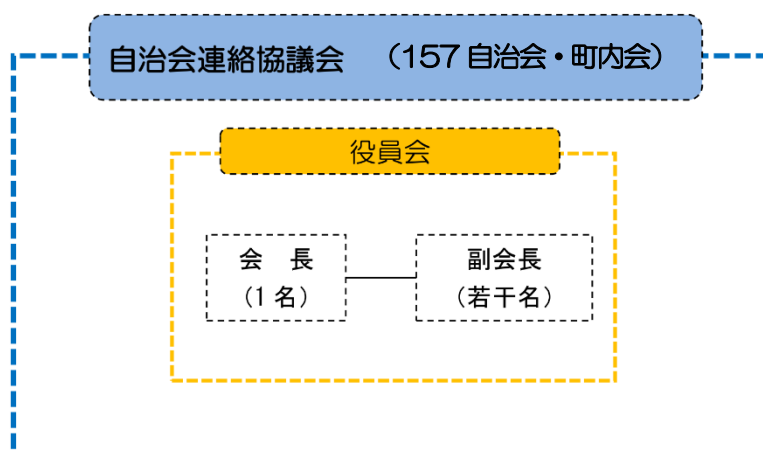 自治会連絡協議会　（157 自治会・町内会）
役員会
会　長
（1 名）
副会長
（若干名）